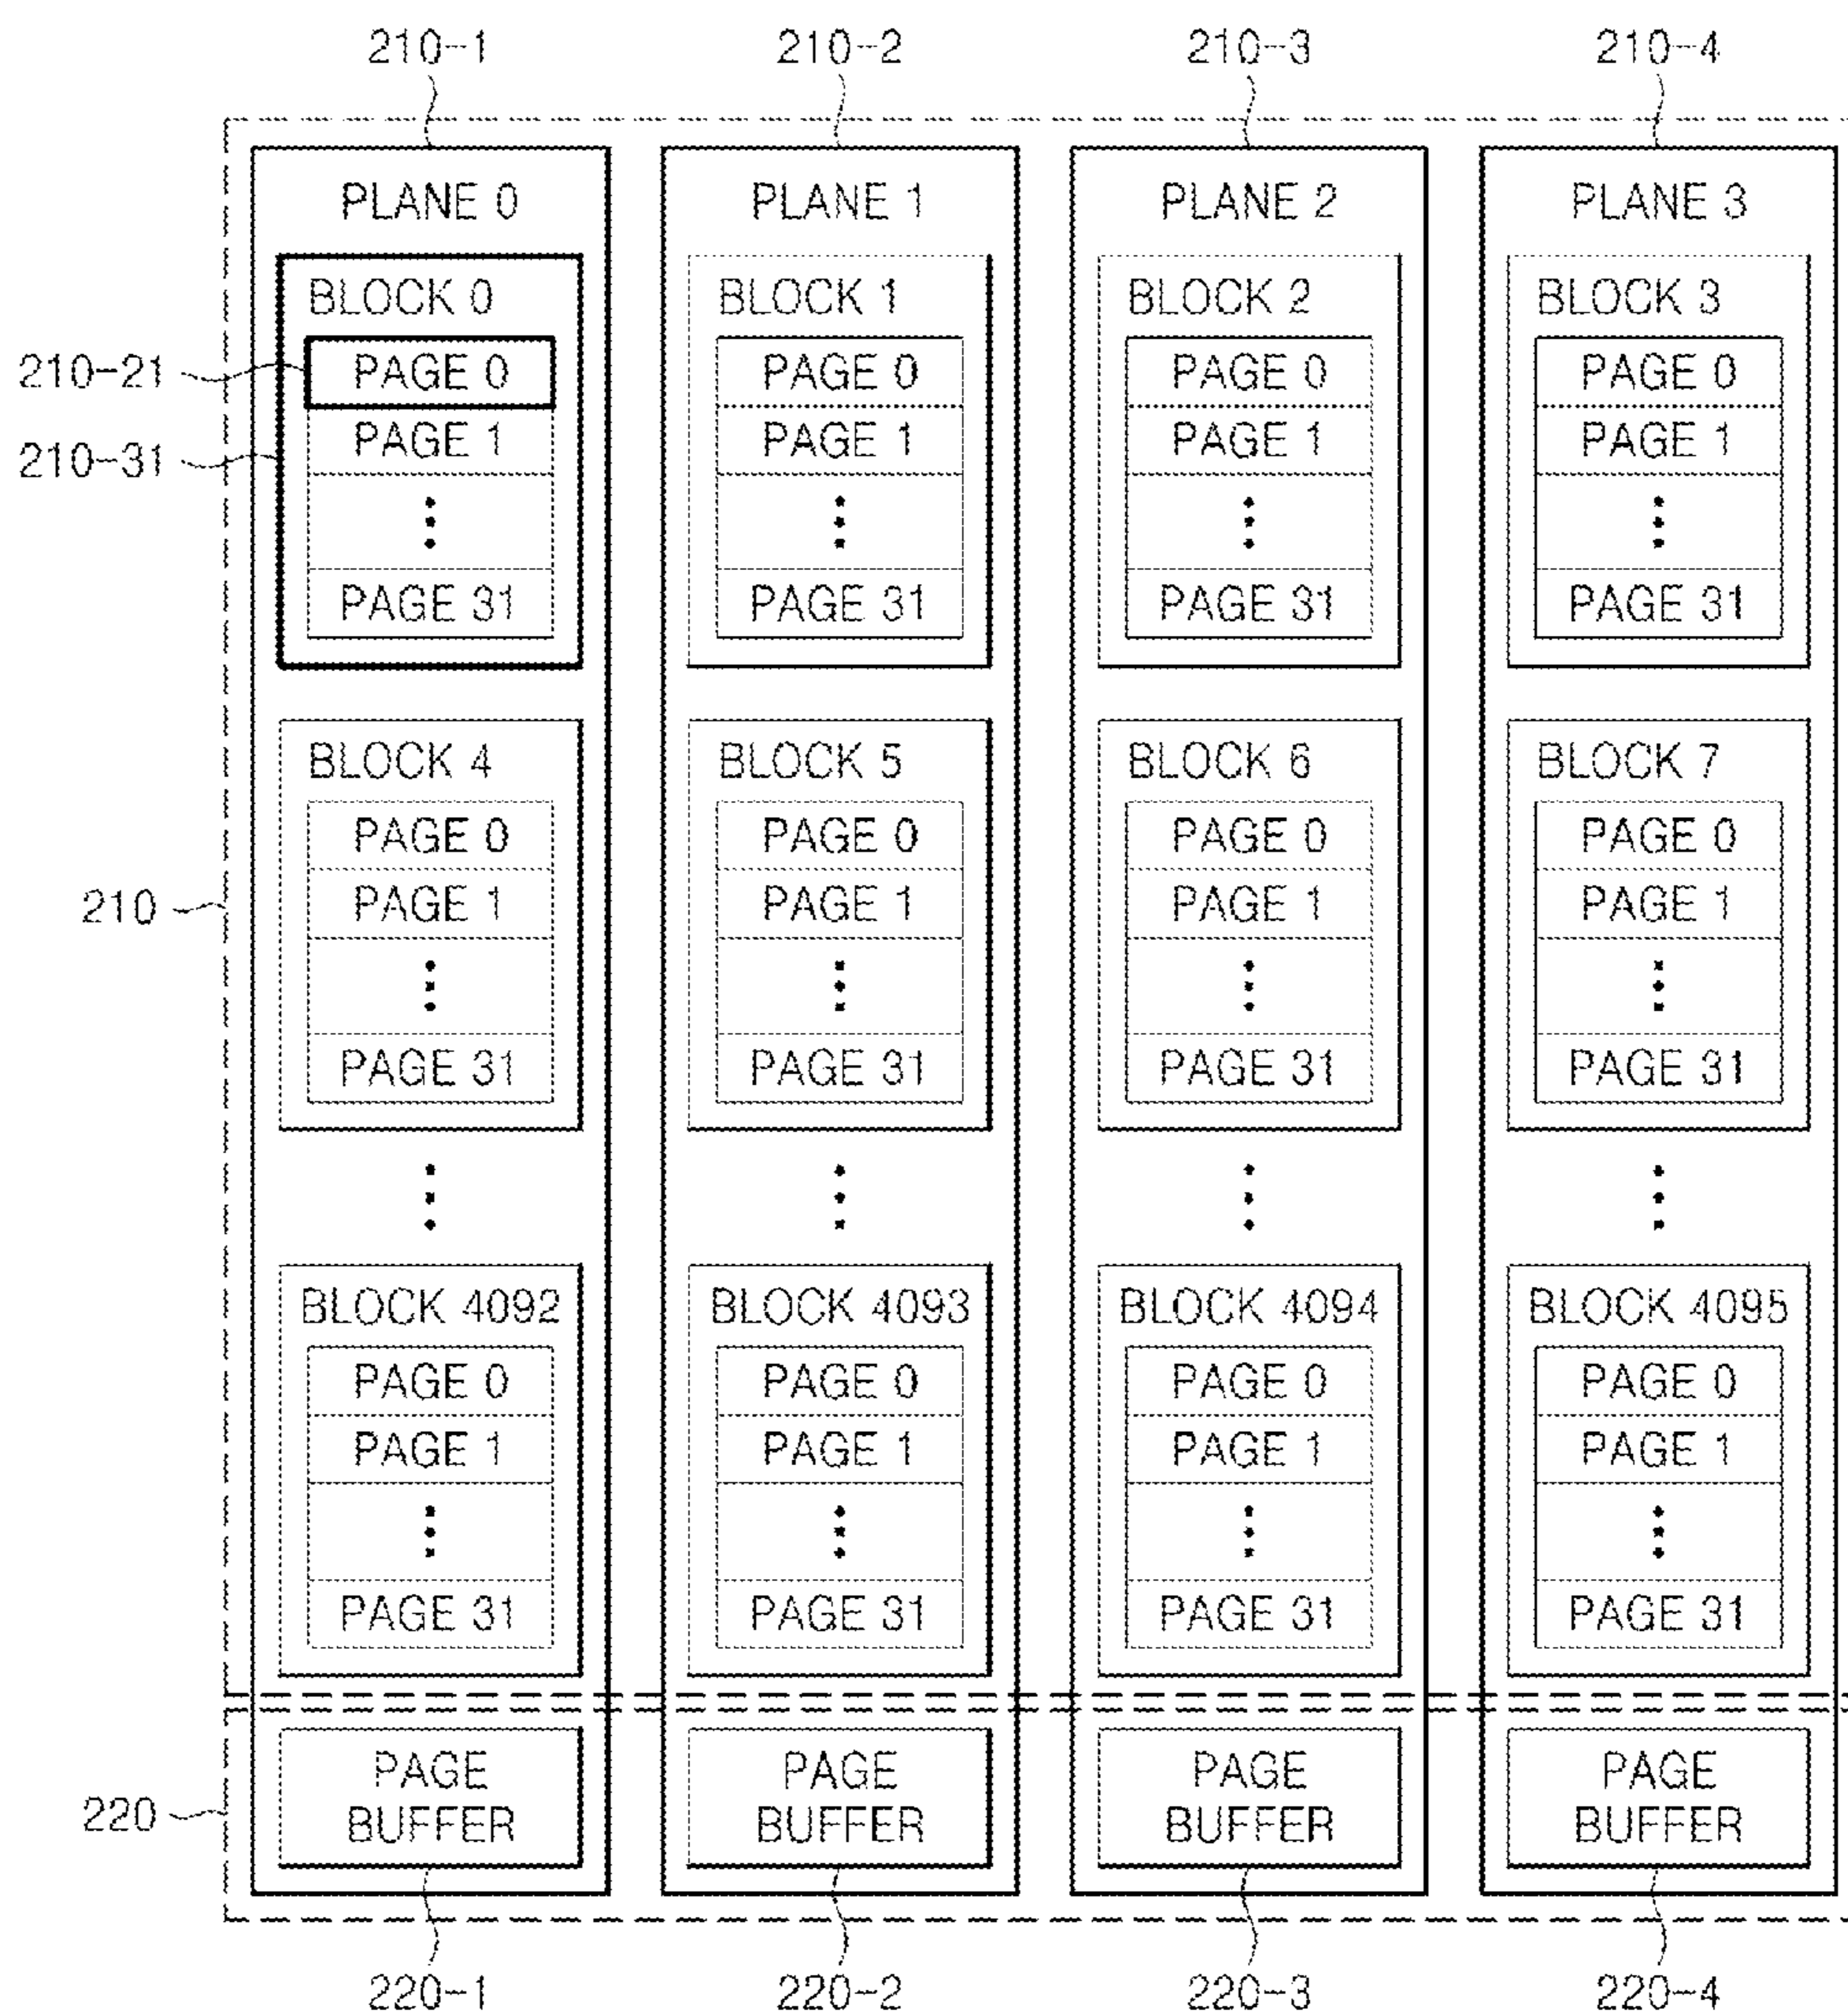 210-1 210-2 210-3 210-4
PLANE 0 PLANE 1 PLANE 2 PLANE 3
BLOCK 0 BLOCK 1 BLOCK 2 BLOCK 3
210-21 PAGE 0 PAGE 0 PAGE 0 PAGE 0
210-31 PAGE 1 PAGE 1 PAGE 1 PAGE 1
PAGE 31 PAGE 31 PAGE 31 PAGE 31
BLOCK 4 BLOCK 5 BLOCK 6 BLOCK 7
PAGE 0 PAGE 0 PAGE 0 PAGE 0
210 PAGE 1 PAGE 1 PAGE 1 PAGE 1
PAGE 31 PAGE 31 PAGE 31 PAGE 31
BLOCK 4092 BLOCK 4093 BLOCK 4094 BLOCK 4095
PAGE 0 PAGE 0 PAGE 0 PAGE 0
PAGE 1 PAGE 1 PAGE 1 PAGE 1
PAGE 31 PAGE 31 PAGE 31 PAGE 31
PAGE PAGE PAGE PAGE
220 BUFFER BUFFER BUFFER BUFFER
220-1 220-2 220-3 220-4